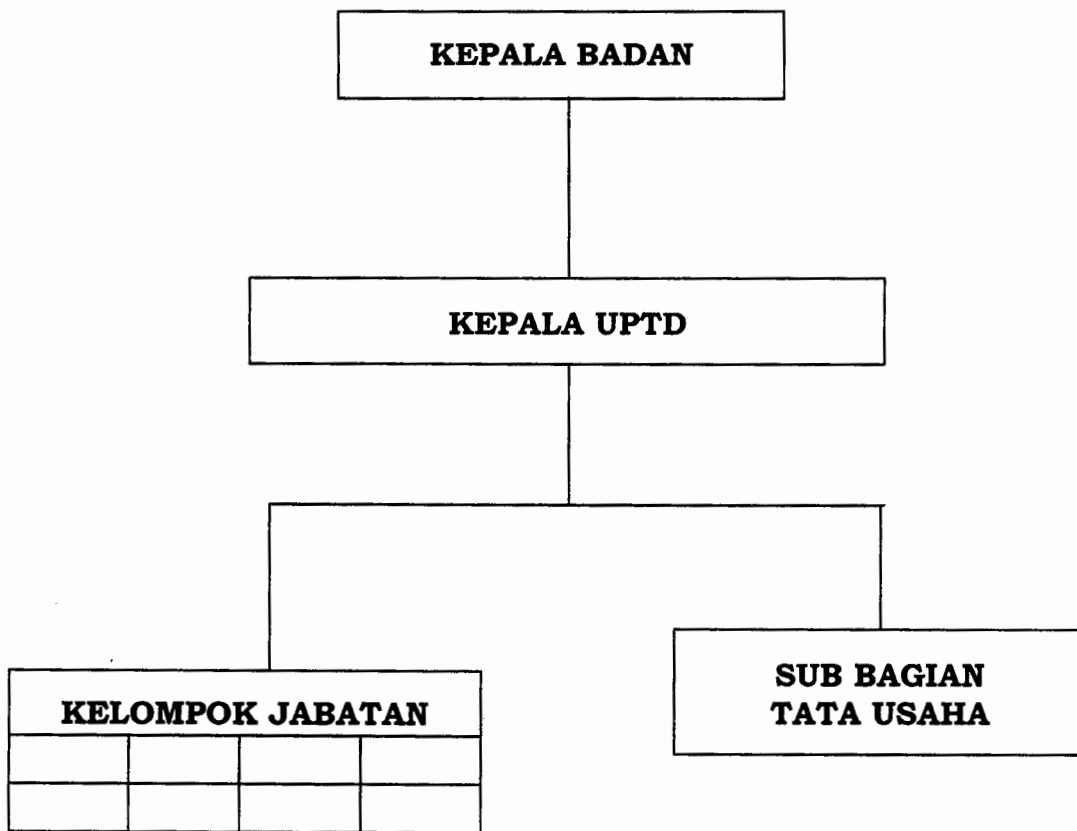 KEPALA BADAN
KEPALA UPTD
KELOMPOK JABATAN
SUB BAGIAN
TATA USAHA